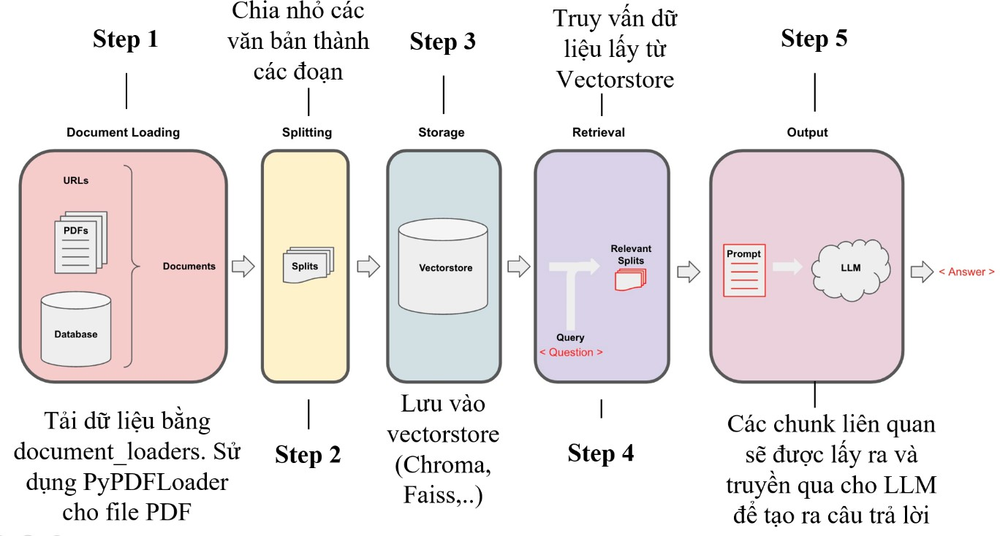 Step 1
Chia nhỏ các
văn bản thành
các đoạn
Step 3
Truy vấn dữ
liệu lấy từ
Vectorstore
Step 5
Document Loading
Splitting
Storage
Retrieval
Output
URLs
PDFs
Documents
Database
Splits
Vectorstore
Relevant
Splits
Query
< Question >
Prompt
LLM
< Answer >
Tải dữ liệu bằng
document_loaders. Sử
dụng PyPDFLoader
cho file PDF
Step 2
Lưu vào
vectorstore
(Chroma,
Faiss,..)
Step 4
Các chunk liên quan
sẽ được lấy ra và
truyền qua cho LLM
để tạo ra câu trả lời